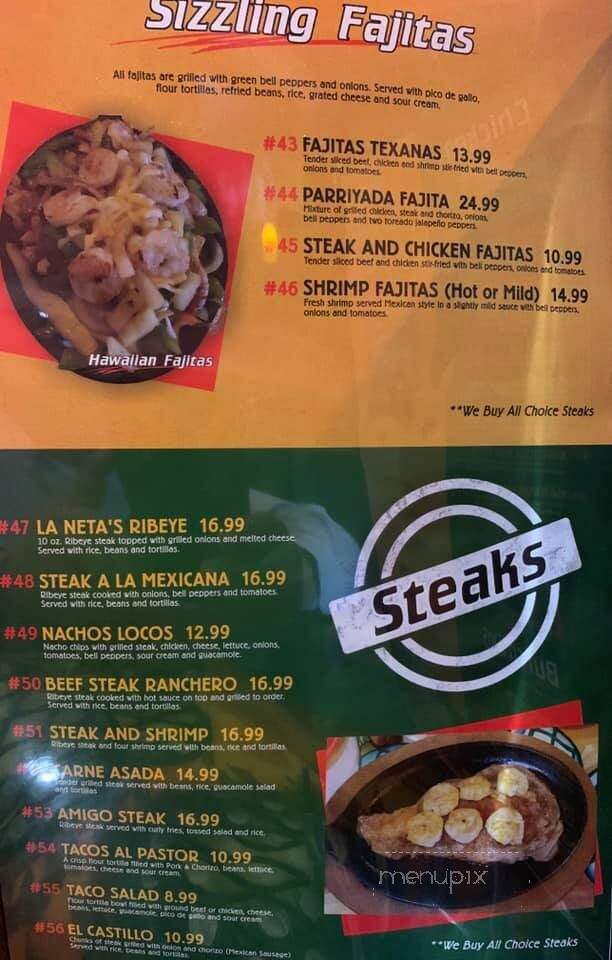 Sizzling Fajitas
All fajitas are grilled with green bell peppers and onions. Served with pico de gallo,
flour tortillas, refried beans, rice, grated cheese and sour cream.
#43 FAJITAS TEXANAS 13.99
Tender sliced beef, chicken and shrimp stir-fried with bell peppers,
onions and tomatoes.
#44 PARRIYADA FAJITA 24.99
Mixture of grilled chicken, steak and chorizo, onions,
bell peppers and two toreado jalapeño peppers.
45 STEAK AND CHICKEN FAJITAS 10.99
Tender sliced beef and chicken stir-fried with bell peppers, onions and tomatoes.
#46 SHRIMP FAJITAS (Hot or Mild) 14.99
Fresh shrimp served Mexican style in a slightly mild sauce with bell peppers,
onions and tomatoes.
Hawaiian Fajitas
**We Buy All Choice Steaks
Steaks
#47 LA NETA'S RIBEYE 16.99
10 oz. Ribeye steak topped with grilled onions and melted cheese.
Served with rice, beans and tortillas.
#48 STEAK A LA MEXICANA 16.99
Ribeye steak cooked with onions, bell peppers and tomatoes.
Served with rice, beans and tortillas.
#49 NACHOS LOCOS 12.99
Nacho chips with grilled steak, chicken, cheese, lettuce, onions,
tomatoes, bell peppers, sour cream and guacamole.
#50 BEEF STEAK RANCHERO 16.99
Ribeye steak cooked with hot sauce on top and grilled to order.
Served with rice, beans and tortillas.
#51 STEAK AND SHRIMP 16.99
Ribeye steak and four shrimp served with beans, rice and tortillas.
ARNE ASADA 14.99
Tender grilled steak served with beans, rice, guacamole salad
and tortillas
#53 AMIGO STEAK 16.99
Ribeye steak served with curly fries, tossed salad and rice.
#54 TACOS AL PASTOR 10.99
A crisp flour tortilla filled with Pork & Chorizo, beans, lettuce,
tomatoes, cheese and sour cream.
#55 TACO SALAD 8.99
Flour tortilla bowl filled with ground beef or chicken, cheese,
beans, lettuce, guacamole, pico de gallo and sour cream.
#56 EL CASTILLO 10.99
Chunks of steak grilled with onion and chorizo (Mexican Sausage)
Served with rice, beans and tortillas.
menupix
**We Buy All Choice Steaks